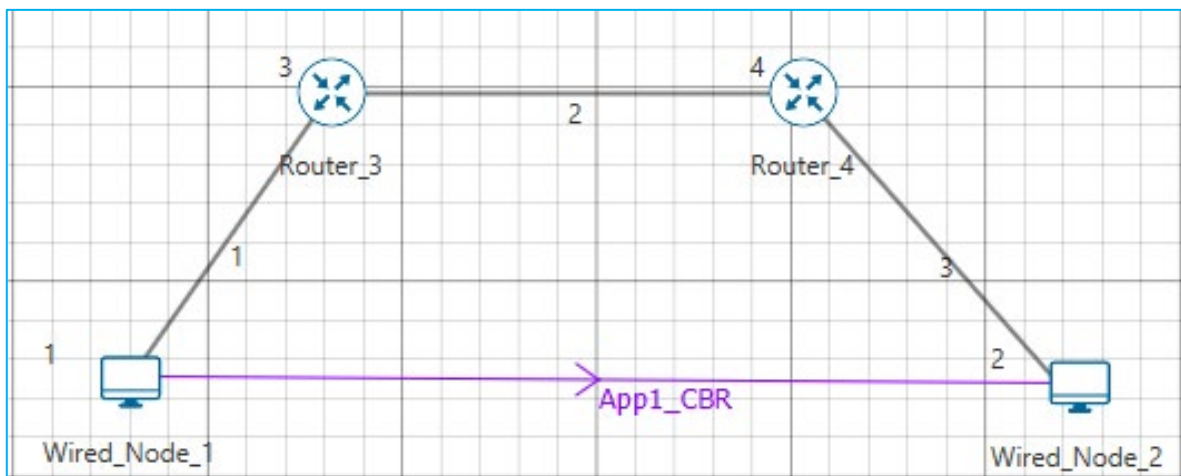 3
4
2
Router_3
Router_4
1
3
1
2
App1_CBR
Wired_Node_1
Wired_Node_2